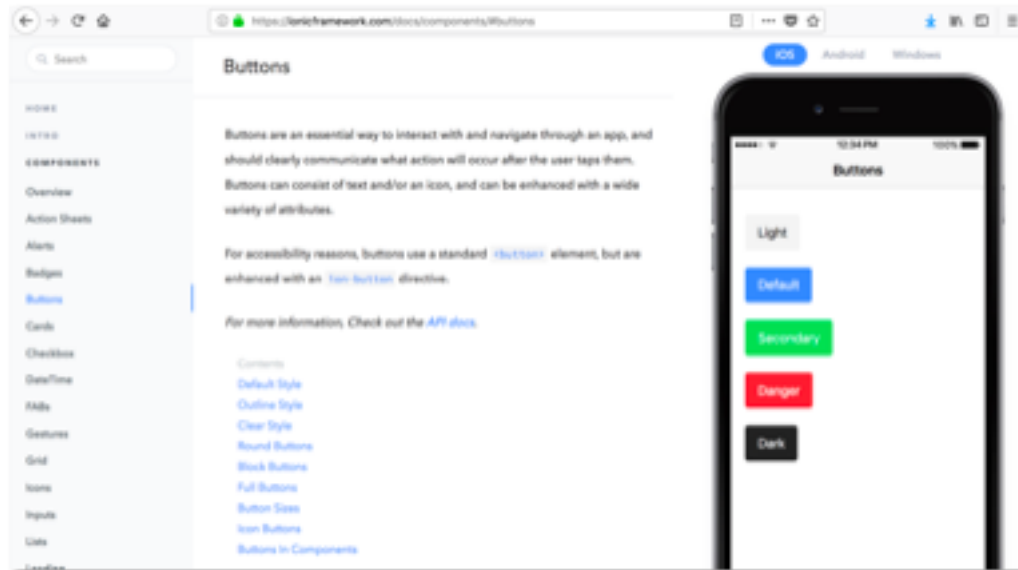 https://ionicframework.com/docs/components/#buttons
Search
HOME
INTRO
COMPONENTS
Overview
Action Sheets
Alerts
Badges
Buttons
Cards
Checkbox
DateTime
FABs
Gestures
Grid
Icons
Inputs
Lists
Loading
Buttons
Buttons are an essential way to interact with and navigate through an app, and
should clearly communicate what action will occur after the user taps them.
Buttons can consist of text and/or an icon, and can be enhanced with a wide
variety of attributes.
For accessibility reasons, buttons use a standard <button> element, but are
enhanced with an ion-button directive.
For more information, Check out the API docs.
Contents
Default Style
Outline Style
Clear Style
Round Buttons
Block Buttons
Full Buttons
Button Sizes
Icon Buttons
Buttons In Components
iOS Android Windows
12:34 PM 100%
Buttons
Light
Default
Secondary
Danger
Dark